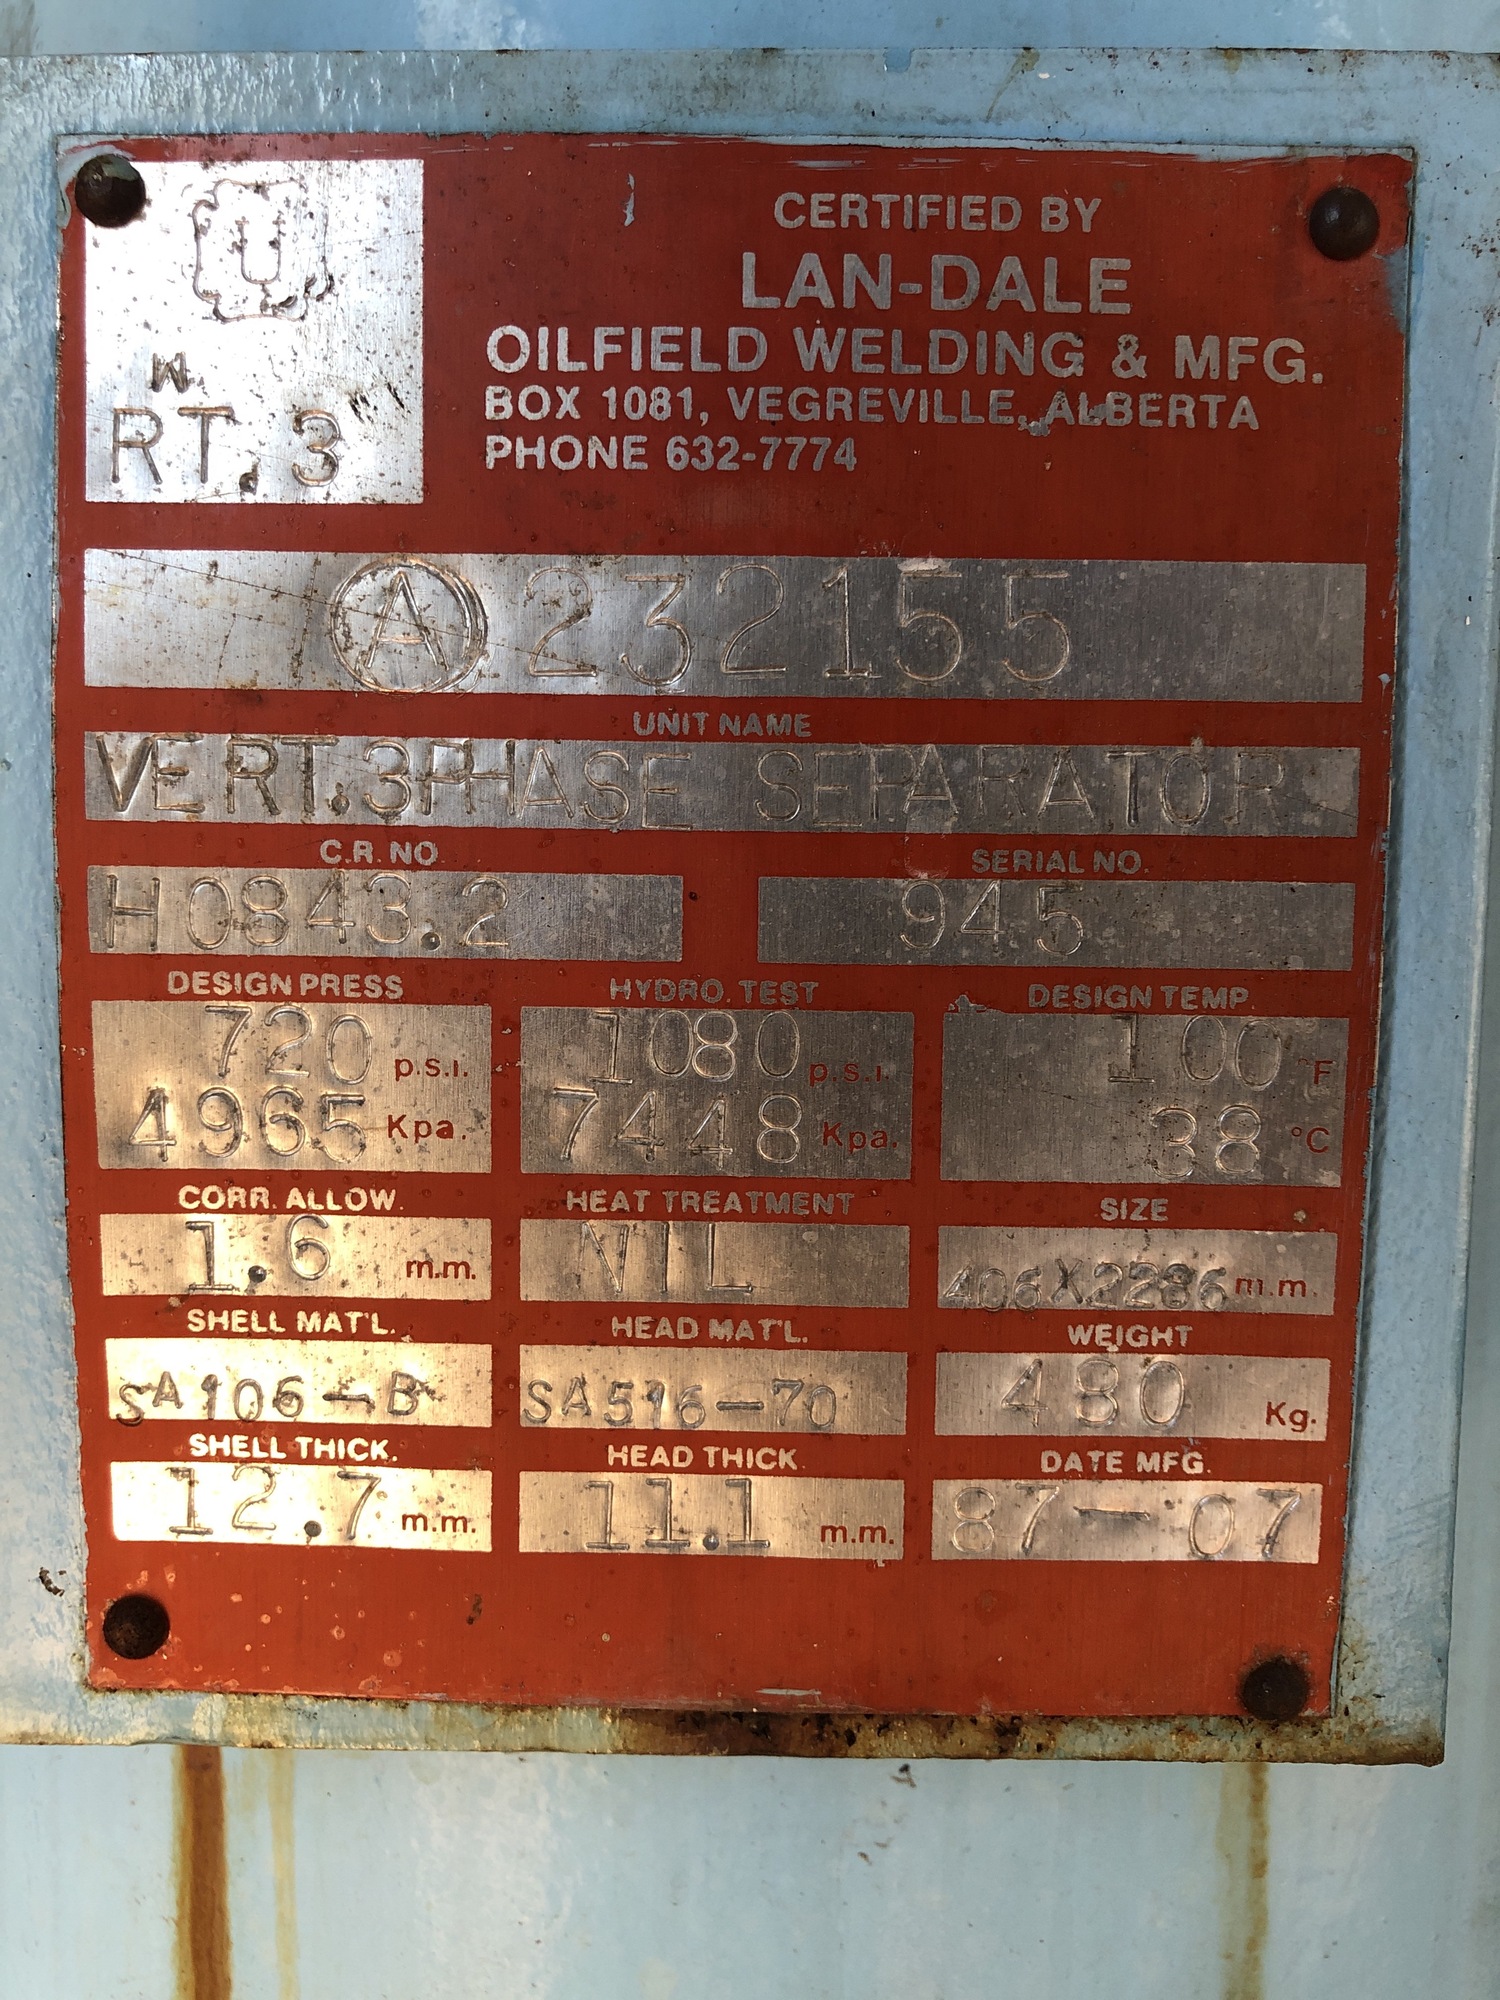 U
W
RT. 3
CERTIFIED BY
LAN-DALE
OILFIELD WELDING & MFG.
BOX 1081, VEGREVILLE, ALBERTA
PHONE 632-7774
A 232155
UNIT NAME
VERT. 3PHASE SEPARATOR
C.R. NO.
H0843.2
SERIAL NO.
945
DESIGN PRESS
720 p.s.i.
4965 Kpa.
HYDRO. TEST
1080 p.s.i.
7448 Kpa.
DESIGN TEMP.
100 °F
38 °C
CORR. ALLOW.
1.6 m.m.
HEAT TREATMENT
NIL
SIZE
406X2286 m.m.
SHELL MAT'L.
SA106-B
HEAD MAT'L.
SA516-70
WEIGHT
480 Kg.
SHELL THICK.
12.7 m.m.
HEAD THICK.
11.1 m.m.
DATE MFG.
87-07